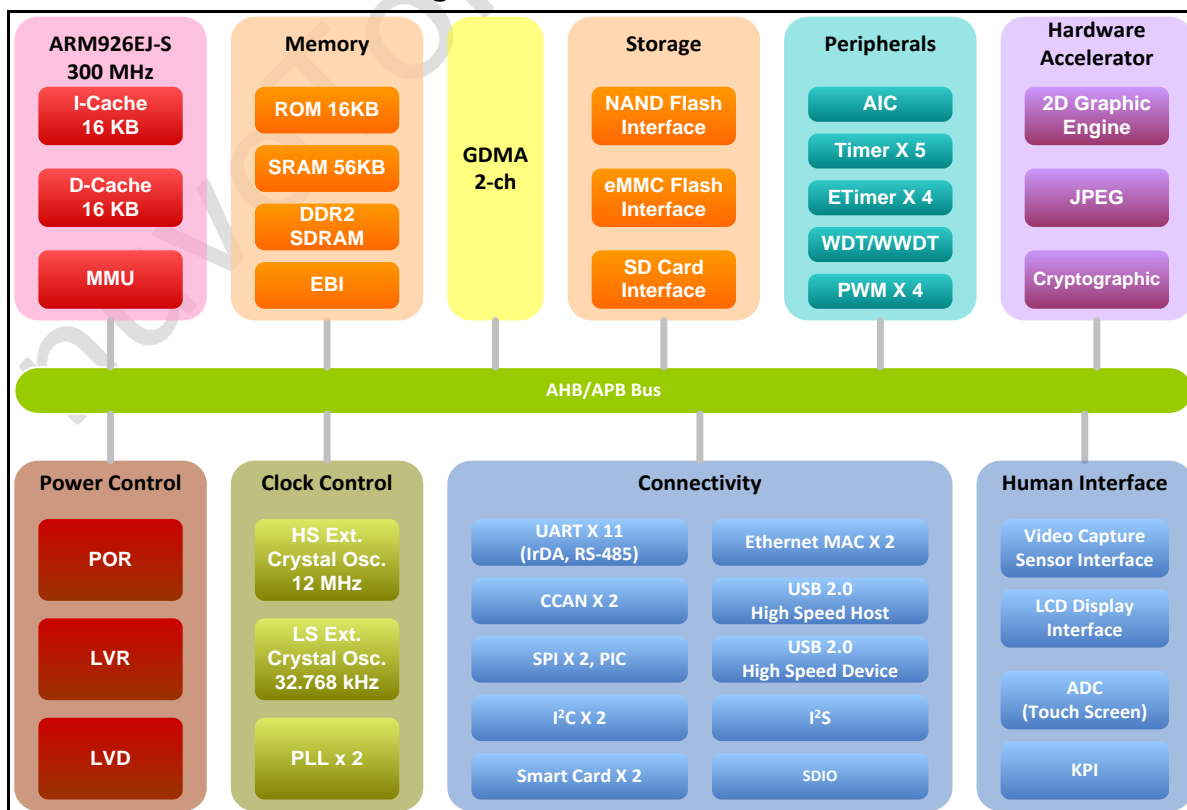 ARM926EJ-S
300 MHz
I-Cache
16 KB
D-Cache
16 KB
MMU
Memory
ROM 16KB
SRAM 56KB
DDR2
SDRAM
EBI
GDMA
2-ch
Storage
NAND Flash
Interface
eMMC Flash
Interface
SD Card
Interface
Peripherals
AIC
Timer X 5
ETimer X 4
WDT/WWDT
PWM X 4
Hardware
Accelerator
2D Graphic
Engine
JPEG
Cryptographic
AHB/APB Bus
Power Control
POR
LVR
LVD
Clock Control
HS Ext.
Crystal Osc.
12 MHz
LS Ext.
Crystal Osc.
32.768 kHz
PLL x 2
Connectivity
UART X 11
(IrDA, RS-485)
CCAN X 2
SPI X 2, PIC
I²C X 2
Smart Card X 2
Ethernet MAC X 2
USB 2.0
High Speed Host
USB 2.0
High Speed Device
I²S
SDIO
Human Interface
Video Capture
Sensor Interface
LCD Display
Interface
ADC
(Touch Screen)
KPI